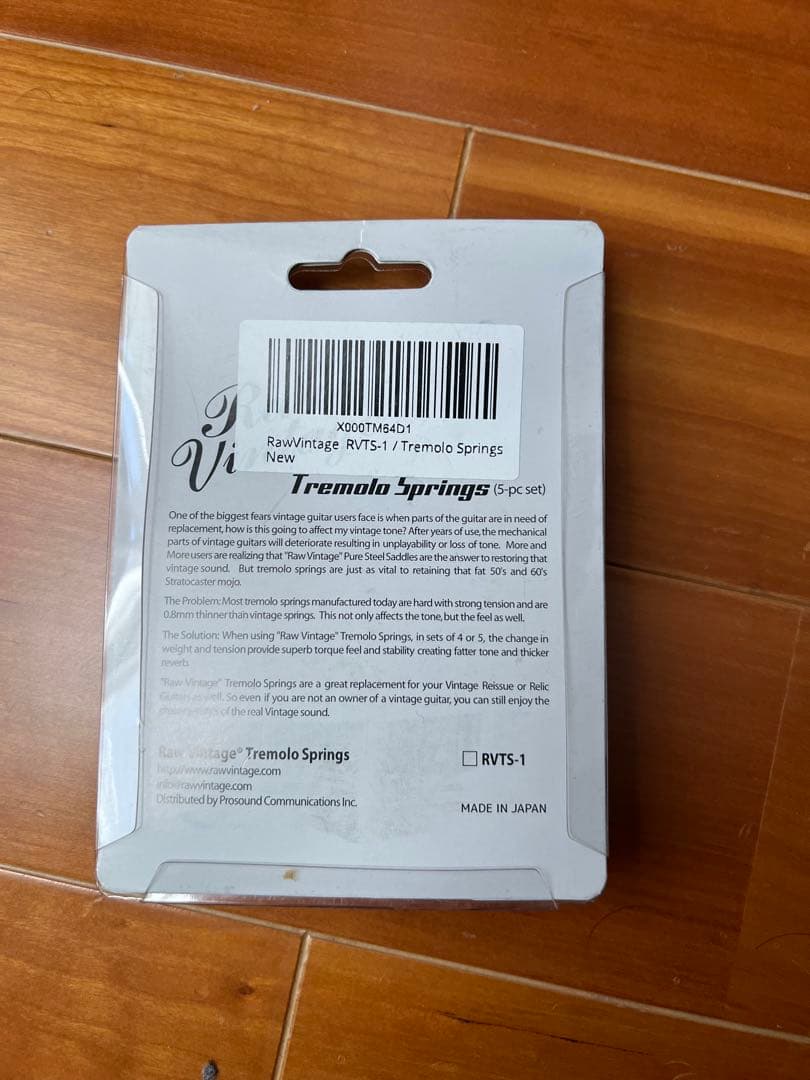 X000TM64D1
RawVintage RVTS-1 / Tremolo Springs
New
Vi
Tremolo Springs (5-pc set)
One of the biggest fears vintage guitar users face is when parts of the guitar are in need of
replacement, how is this going to affect my vintage tone? After years of use, the mechanical
parts of vintage guitars will deteriorate resulting in unplayability or loss of tone. More and
More users are realizing that "Raw Vintage" Pure Steel Saddles are the answer to restoring that
vintage sound. But tremolo springs are just as vital to retaining that fat 50's and 60's
Stratocaster mojo.
The Problem: Most tremolo springs manufactured today are hard with strong tension and are
0.8mm thinner than vintage springs. This not only affects the tone, but the feel as well.
The Solution: When using "Raw Vintage" Tremolo Springs, in sets of 4 or 5, the change in
weight and tension provide superb torque feel and stability creating fatter tone and thicker
reverb.
"Raw Vintage" Tremolo Springs are a great replacement for your Vintage Reissue or Relic
Guitars as well. So even if you are not an owner of a vintage guitar, you can still enjoy the
of the real Vintage sound.
Raw Vintage® Tremolo Springs
http://www.rawvintage.com
info@rawvintage.com
Distributed by Prosound Communications Inc.
RVTS-1
MADE IN JAPAN